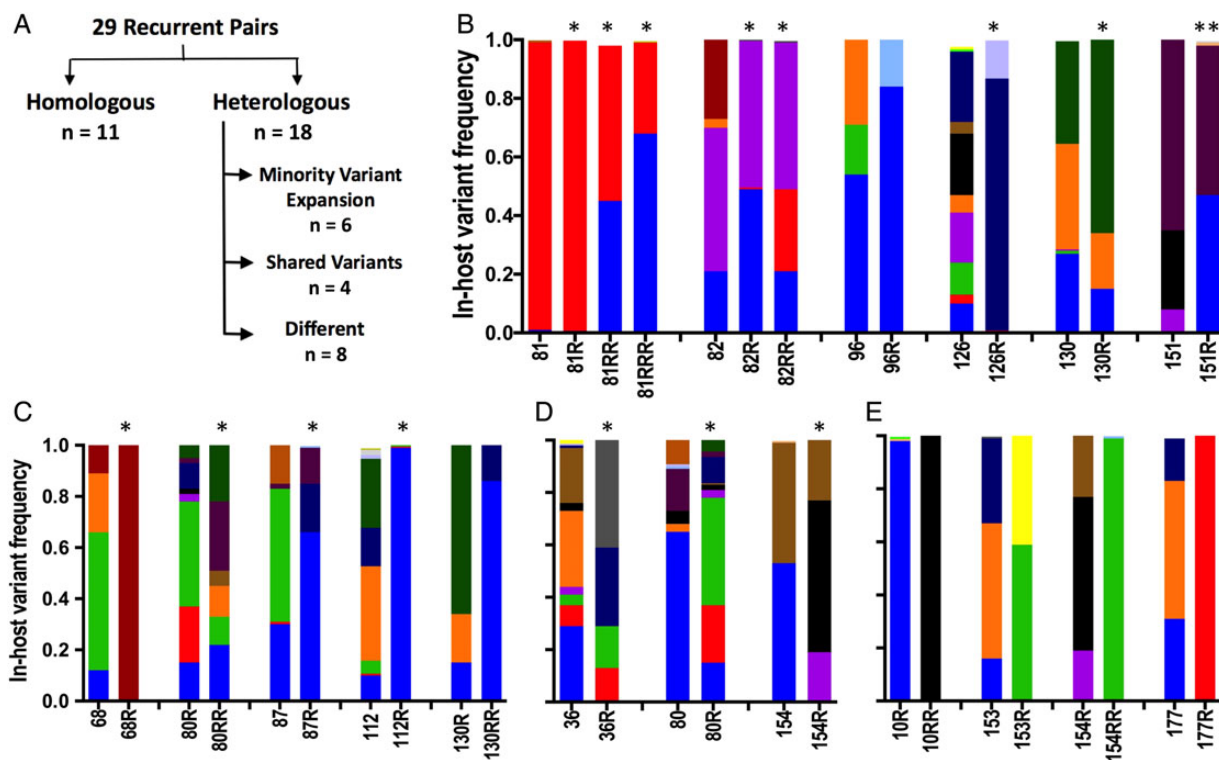 A
29 Recurrent Pairs
Homologous
n = 11
Heterologous
n = 18
Minority Variant
Expansion
n = 6
Shared Variants
n = 4
Different
n = 8
B
* * * * * * * **
In-host variant frequency
1.0
0.8
0.6
0.4
0.2
0.0
81 81R 81RR 81RRR 82 82R 82RR 96 96R 126 126R 130 130R 151 151R
C
* * * *
In-host variant frequency
1.0
0.8
0.6
0.4
0.2
0.0
68 68R 80R 80RR 87 87R 112 112R 130R 130RR
D
* * *
36 36R 80 80R 154 154R
E
10R 10RR 153 153R 154R 154RR 177 177R